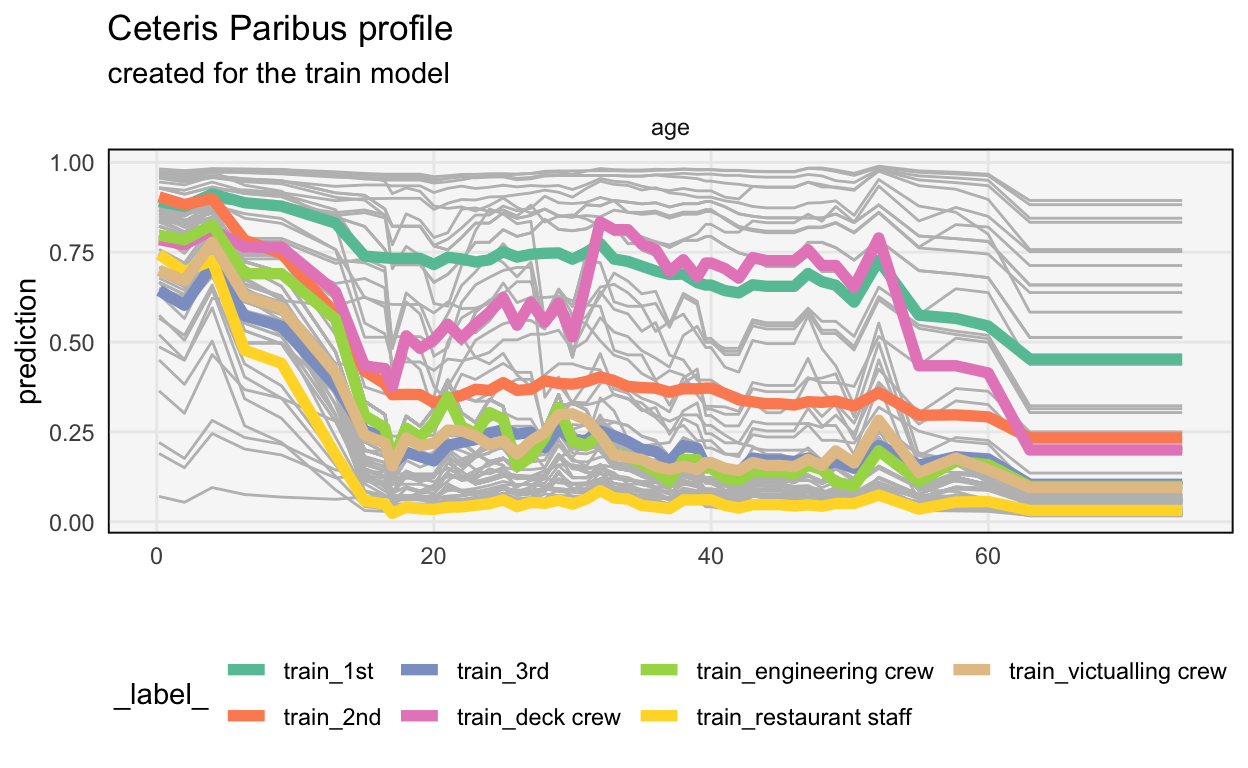 Ceteris Paribus profile
created for the train model
age
prediction
1.00
0.75
0.50
0.25
0.00
0 20 40 60
_label_
train_1st train_3rd train_engineering crew train_victualling crew
train_2nd train_deck crew train_restaurant staff